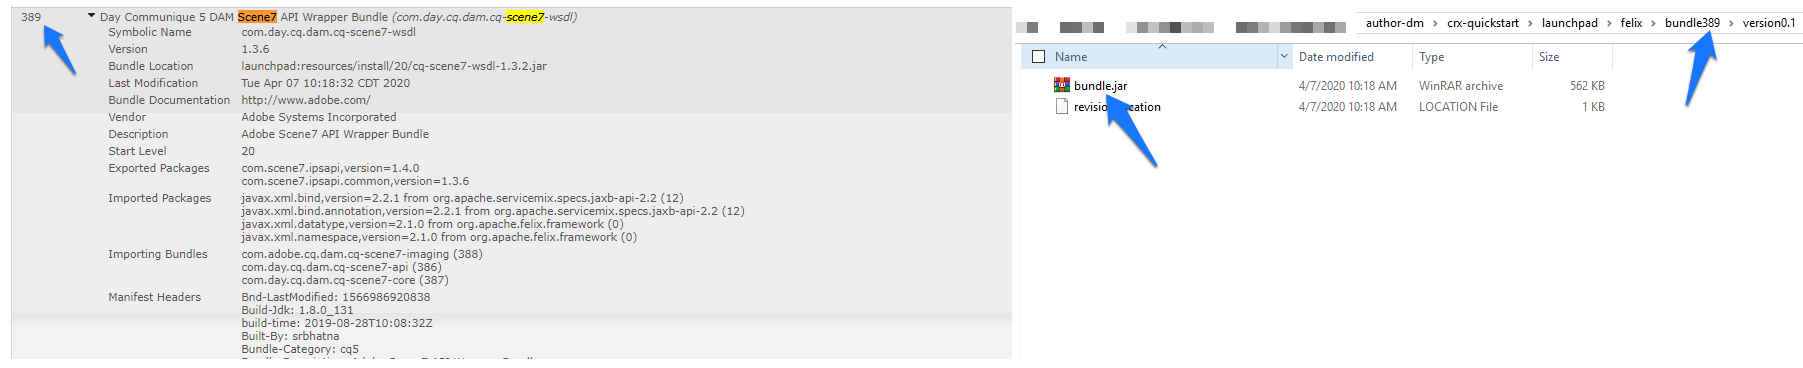 389 Day Communique 5 DAM Scene7 API Wrapper Bundle (com.day.cq.dam.cq-scene7-wsdl)
Symbolic Name com.day.cq.dam.cq-scene7-wsdl
Version 1.3.6
Bundle Location launchpad:resources/install/20/cq-scene7-wsdl-1.3.2.jar
Last Modification Tue Apr 07 10:18:32 CDT 2020
Bundle Documentation http://www.adobe.com/
Vendor Adobe Systems Incorporated
Description Adobe Scene7 API Wrapper Bundle
Start Level 20
Exported Packages com.scene7.ipsapi,version=1.4.0
com.scene7.ipsapi.common,version=1.3.6
Imported Packages javax.xml.bind,version=2.2.1 from org.apache.servicemix.specs.jaxb-api-2.2 (12)
javax.xml.bind.annotation,version=2.2.1 from org.apache.servicemix.specs.jaxb-api-2.2 (12)
javax.xml.datatype,version=2.1.0 from org.apache.felix.framework (0)
javax.xml.namespace,version=2.1.0 from org.apache.felix.framework (0)
Importing Bundles com.adobe.cq.dam.cq-scene7-imaging (388)
com.day.cq.dam.cq-scene7-api (386)
com.day.cq.dam.cq-scene7-core (387)
Manifest Headers Bnd-LastModified: 1566986920838
Build-Jdk: 1.8.0_131
build-time: 2019-08-28T10:08:32Z
Built-By: srbhatna
Bundle-Category: cq5
author-dm › crx-quickstart › launchpad › felix › bundle389 › version0.1
Name Date modified Type Size
bundle.jar 4/7/2020 10:18 AM WinRAR archive 562 KB
4/7/2020 10:18 AM LOCATION File 1 KB